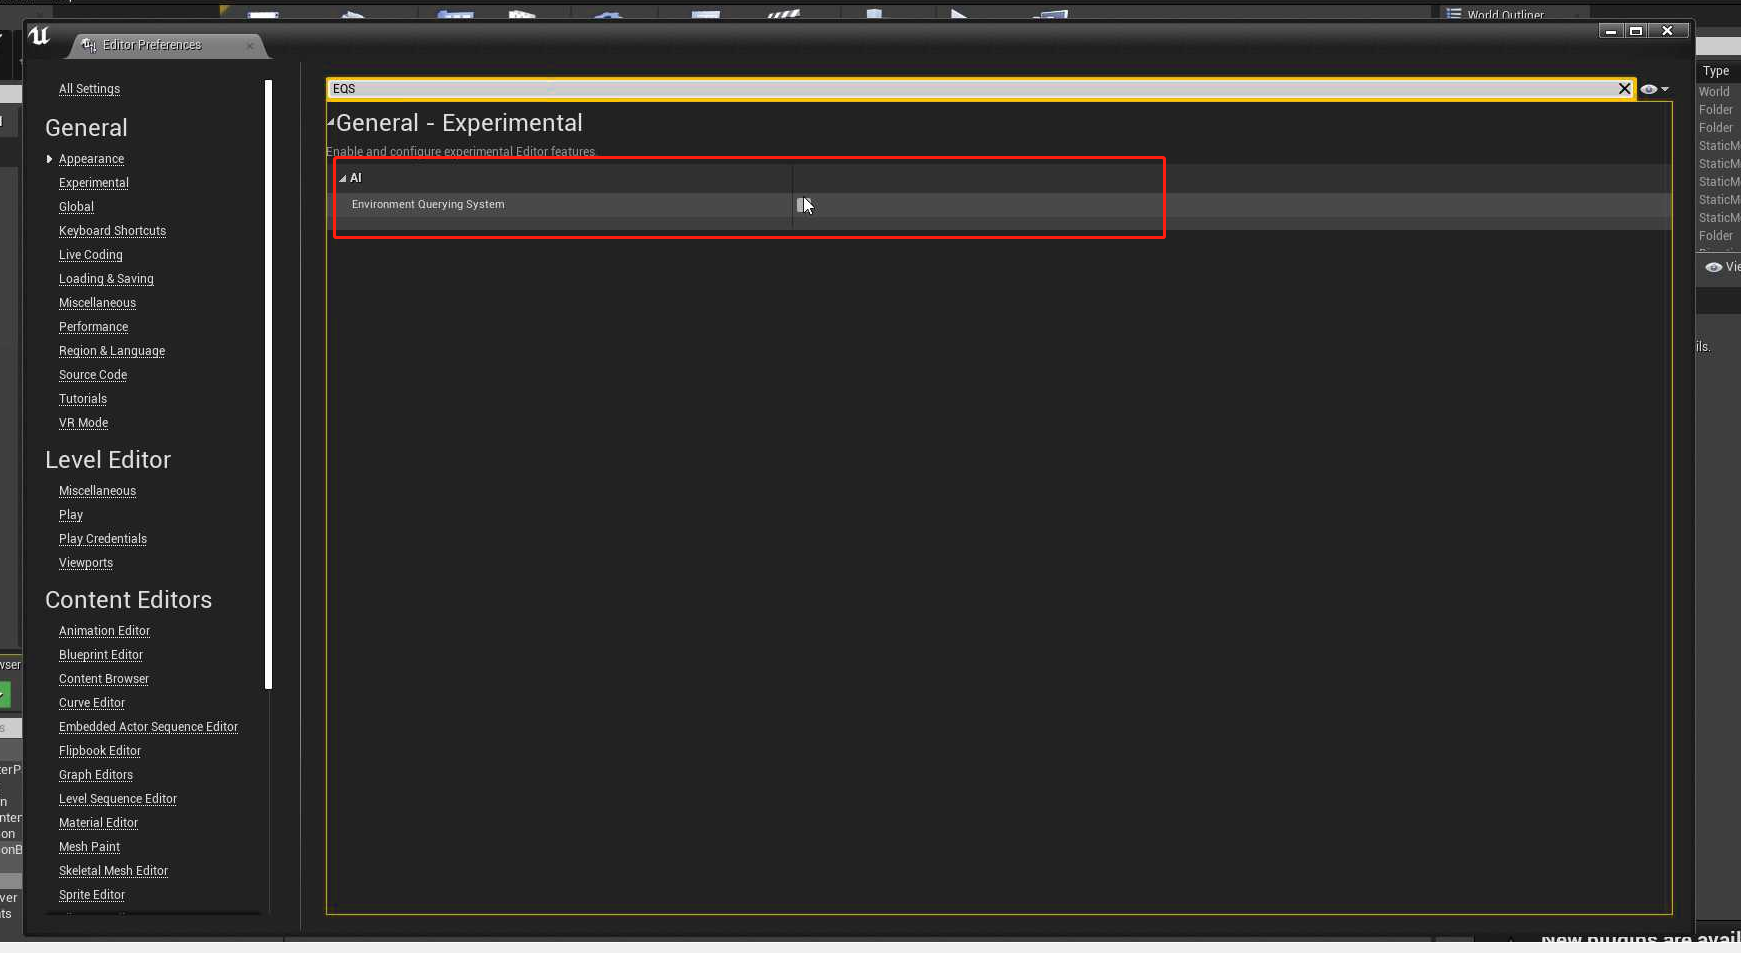 World Outliner
Editor Preferences
All Settings
General
Appearance
Experimental
Global
Keyboard Shortcuts
Live Coding
Loading & Saving
Miscellaneous
Performance
Region & Language
Source Code
Tutorials
VR Mode
Level Editor
Miscellaneous
Play
Play Credentials
Viewports
Content Editors
Animation Editor
Blueprint Editor
Content Browser
Curve Editor
Embedded Actor Sequence Editor
Flipbook Editor
Graph Editors
Level Sequence Editor
Material Editor
Mesh Paint
Skeletal Mesh Editor
Sprite Editor
EQS
General - Experimental
Enable and configure experimental Editor features.
AI
Environment Querying System
Type
World
Folder
Folder
StaticM
StaticM
StaticM
StaticM
StaticM
Folder
Vie
ils.
wser
terP
n
nter
on
onB
ver
ts
New plugins are avail